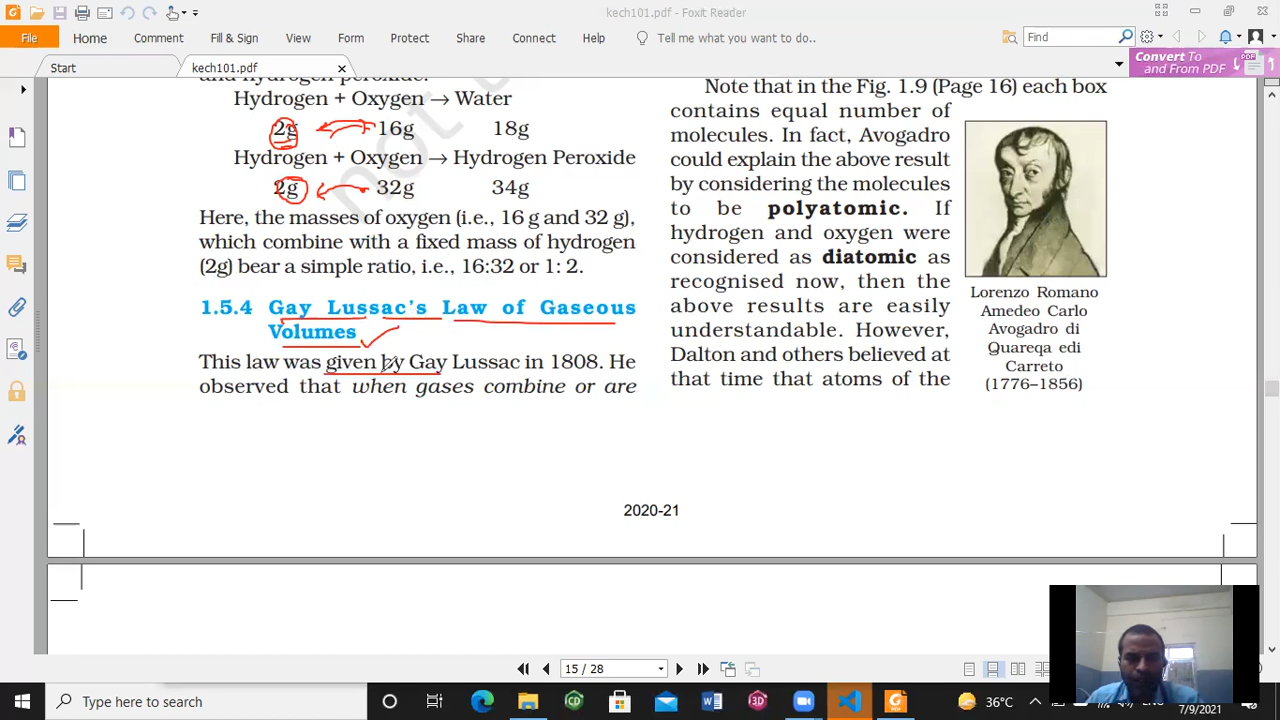 kech101.pdf - Foxit Reader
File
Home
Comment
Fill & Sign
View
Form
Protect
Share
Connect
Help
Tell me what you want to do..
Find
Start
kech101.pdf
Convert To
and From PDF
and hydrogen peroxide.
Hydrogen + Oxygen → Water
2g 16g 18g
Hydrogen + Oxygen → Hydrogen Peroxide
2g 32g 34g
Here, the masses of oxygen (i.e., 16 g and 32 g),
which combine with a fixed mass of hydrogen
(2g) bear a simple ratio, i.e., 16:32 or 1: 2.
1.5.4 Gay Lussac's Law of Gaseous
Volumes
This law was given by Gay Lussac in 1808. He
observed that when gases combine or are
not
Note that in the Fig. 1.9 (Page 16) each box
contains equal number of
molecules. In fact, Avogadro
could explain the above result
by considering the molecules
to be polyatomic. If
hydrogen and oxygen were
considered as diatomic as
recognised now, then the
above results are easily
understandable. However,
Dalton and others believed at
that time that atoms of the
Lorenzo Romano
Amedeo Carlo
Avogadro di
Quareqa edi
Carreto
(1776-1856)
2020-21
15 / 28
Type here to search
36°C
ENG
7/9/2021